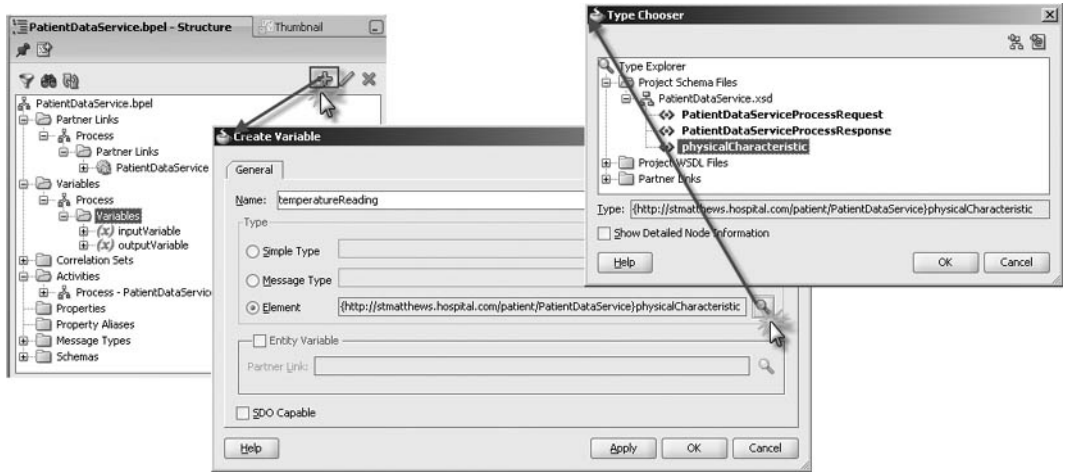 PatientDataService.bpel - Structure
Thumbnail
PatientDataService.bpel
Partner Links
Process
Partner Links
PatientDataService
Variables
Process
Variables
(x) inputVariable
(x) outputVariable
Correlation Sets
Activities
Process - PatientDataService
Properties
Property Aliases
Message Types
Schemas
Create Variable
General
Name: temperatureReading
Type
Simple Type
Message Type
Element {http://stmatthews.hospital.com/patient/PatientDataService}physicalCharacteristic
Entity Variable
Partner Link:
SDO Capable
Help Apply OK Cancel
Type Chooser
Type Explorer
Project Schema Files
PatientDataService.xsd
PatientDataServiceProcessRequest
PatientDataServiceProcessResponse
physicalCharacteristic
Project WSDL Files
Partner Links
Type: {http://stmatthews.hospital.com/patient/PatientDataService}physicalCharacteristic
Show Detailed Node Information
Help OK Cancel